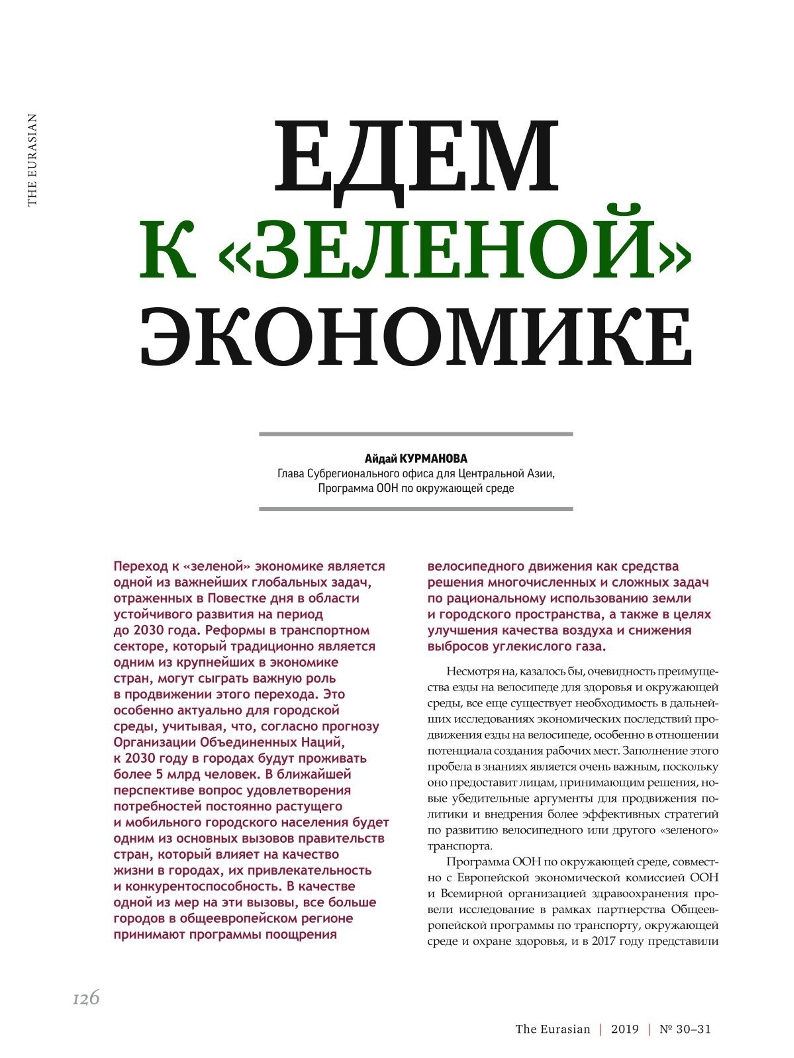 THE EURASIAN
ЕДЕМ
К «ЗЕЛЕНОЙ»
ЭКОНОМИКЕ
Айдай КУРМАНОВА
Глава Субрегионального офиса для Центральной Азии,
Программа ООН по окружающей среде
Переход к «зеленой» экономике является
одной из важнейших глобальных задач,
отраженных в Повестке дня в области
устойчивого развития на период
до 2030 года. Реформы в транспортном
секторе, который традиционно является
одним из крупнейших в экономике
стран, могут сыграть важную роль
в продвижении этого перехода. Это
особенно актуально для городской
среды, учитывая, что, согласно прогнозу
Организации Объединенных Наций,
к 2030 году в городах будут проживать
более 5 млрд человек. В ближайшей
перспективе вопрос удовлетворения
потребностей постоянно растущего
и мобильного городского населения будет
одним из основных вызовов правительств
стран, который влияет на качество
жизни в городах, их привлекательность
и конкурентоспособность. В качестве
одной из мер на эти вызовы, все больше
городов в общеевропейском регионе
принимают программы поощрения
велосипедного движения как средства
решения многочисленных и сложных задач
по рациональному использованию земли
и городского пространства, а также в целях
улучшения качества воздуха и снижения
выбросов углекислого газа.
Несмотря на, казалось бы, очевидность преимуще-
ства езды на велосипеде для здоровья и окружающей
среды, все еще существует необходимость в дальней-
ших исследованиях экономических последствий про-
движения езды на велосипеде, особенно в отношении
потенциала создания рабочих мест. Заполнение этого
пробела в знаниях является очень важным, поскольку
оно предоставит лицам, принимающим решения, но-
вые убедительные аргументы для продвижения по-
литики и внедрения более эффективных стратегий
по развитию велосипедного или другого «зеленого»
транспорта.
Программа ООН по окружающей среде, совмест-
но с Европейской экономической комиссией ООН
и Всемирной организацией здравоохранения про-
вели исследование в рамках партнерства Общеев-
ропейской программы по транспорту, окружающей
среде и охране здоровья, и в 2017 году представили
126
The Eurasian | 2019 | № 30–31